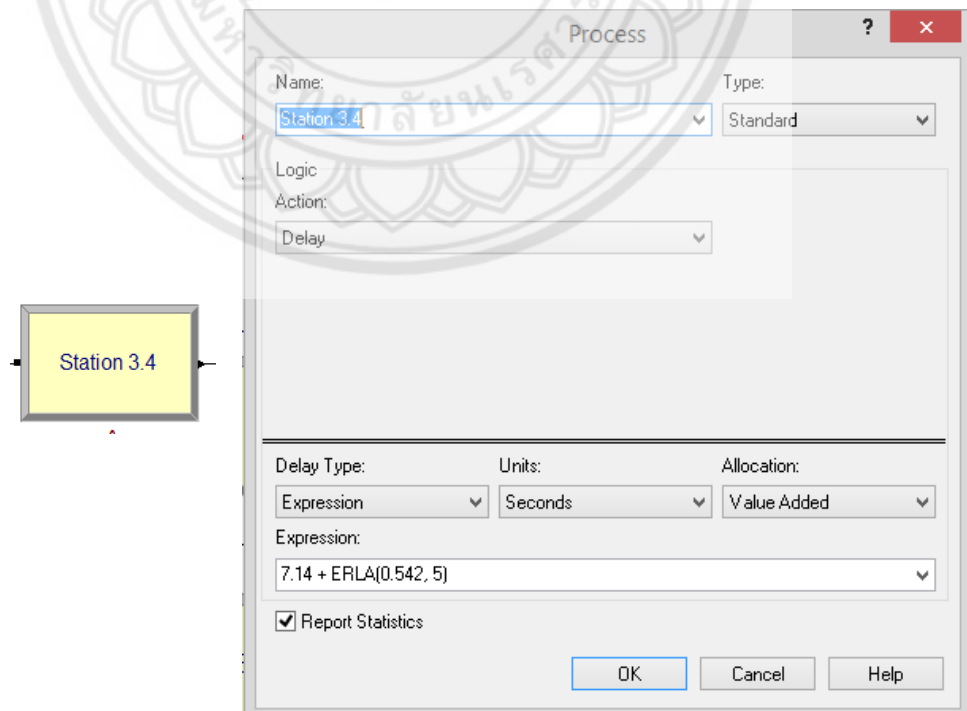 Process
?
Name:
Type:
Station 3.4
Standard
Logic
Action:
Delay
Station 3.4
Delay Type:
Units:
Allocation:
Expression
Seconds
Value Added
Expression:
7.14 + ERLA(0.542, 5)
Report Statistics
OK
Cancel
Help